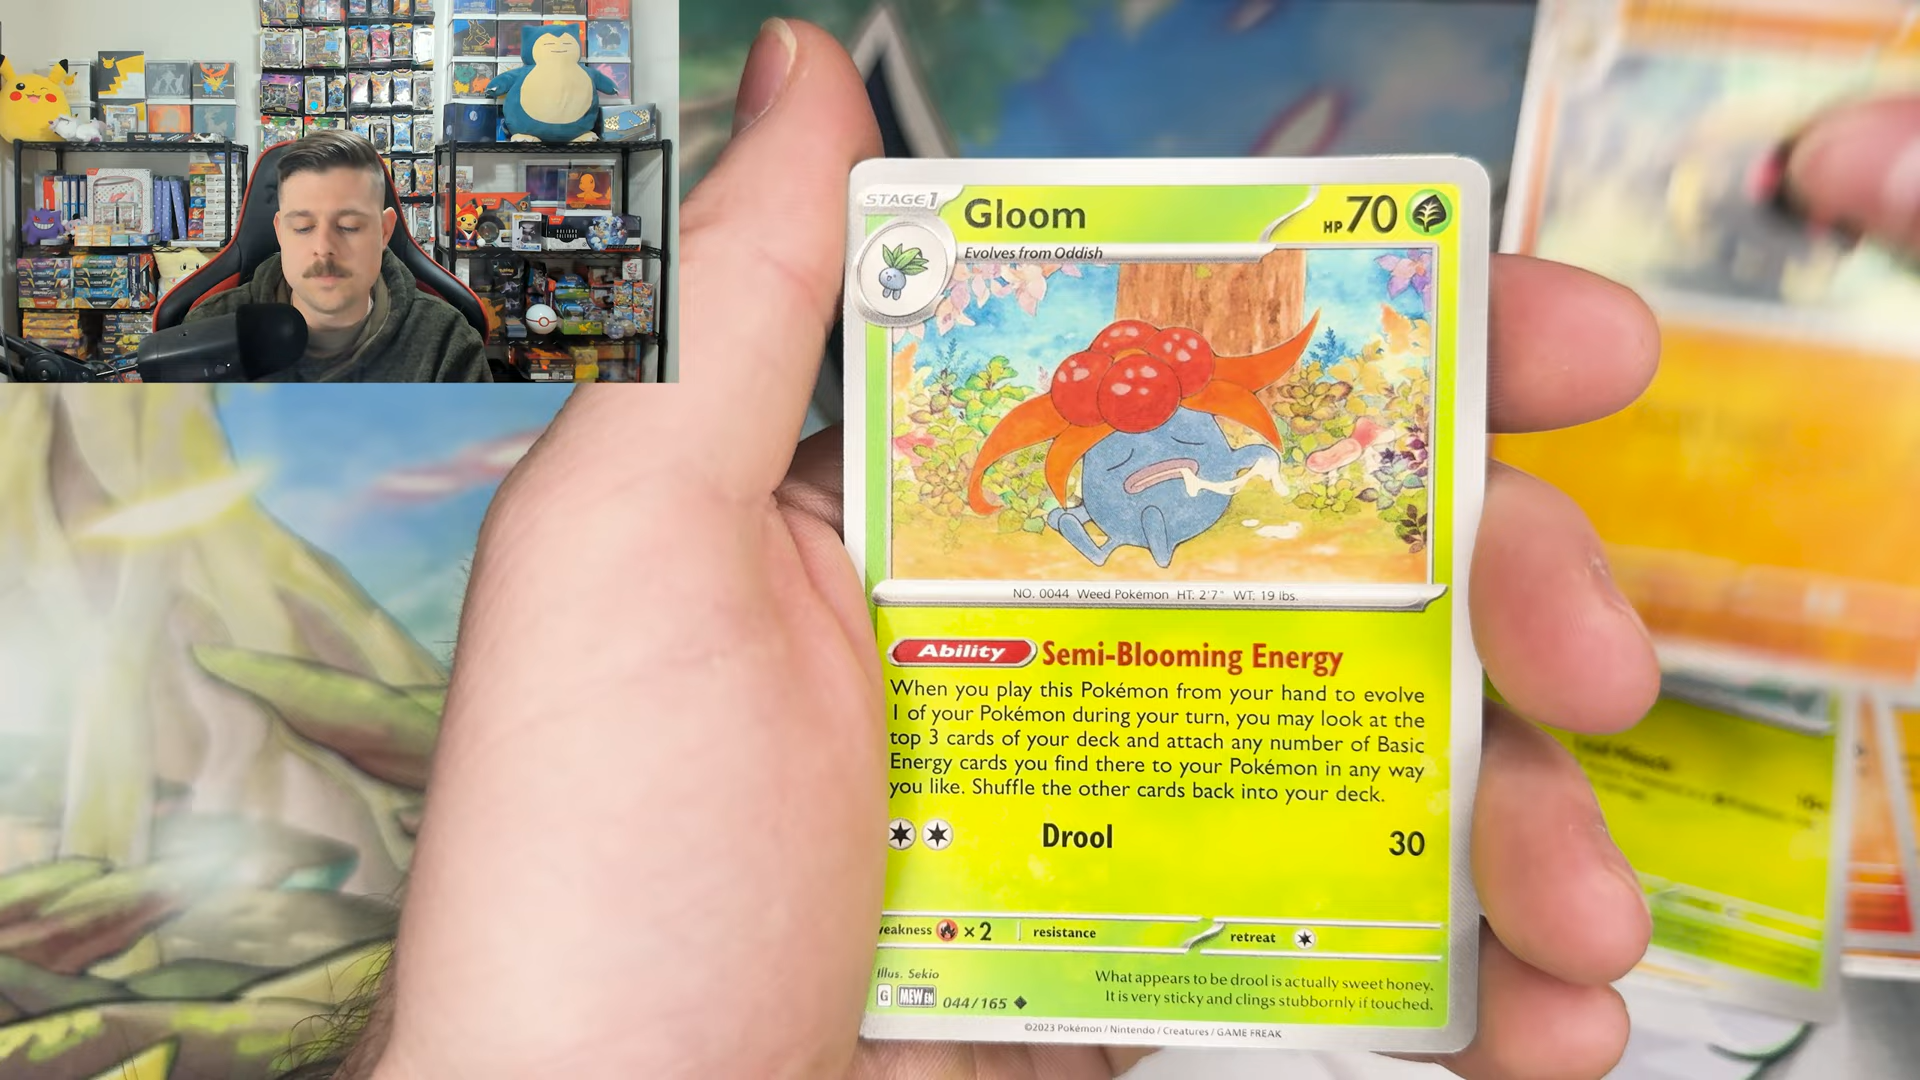 STAGE1
Gloom
HP 70
Evolves from Oddish
NO. 0044 Weed Pokémon HT: 2'7" WT: 19 lbs.
Ability Semi-Blooming Energy
When you play this Pokémon from your hand to evolve
1 of your Pokémon during your turn, you may look at the
top 3 cards of your deck and attach any number of Basic
Energy cards you find there to your Pokémon in any way
you like. Shuffle the other cards back into your deck.
Drool 30
eakness ×2 resistance retreat
Illus. Sekio
G MEW EN 044/165
What appears to be drool is actually sweet honey.
It is very sticky and clings stubbornly if touched.
©2023 Pokémon / Nintendo / Creatures / GAME FREAK